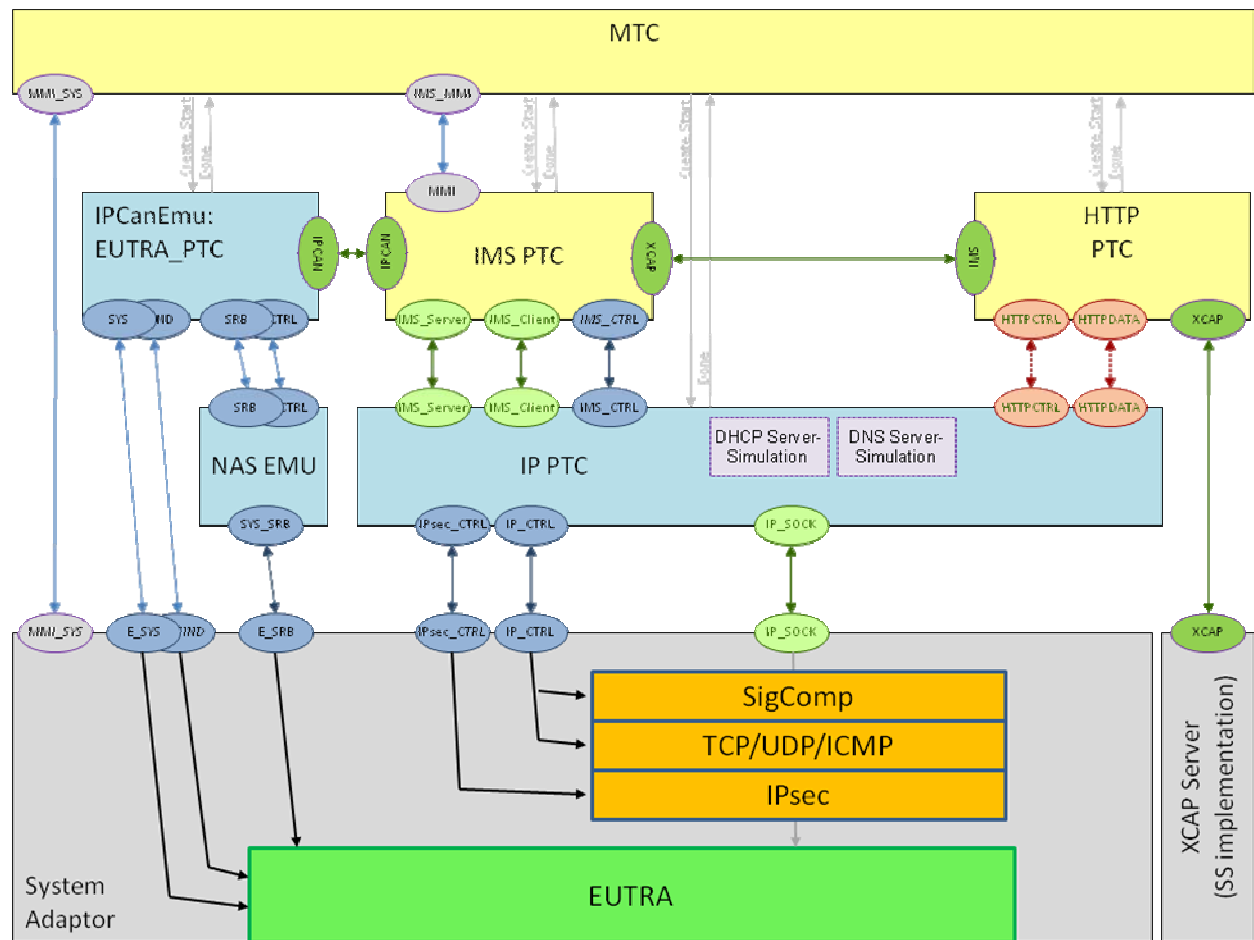 MTC
MMI_SYS
IMS_MMI
Create.Start
Done
Create.Start
Done
Create.Start
Done
Create.Start
Done
MMI
IPCanEmu:
EUTRA_PTC
IPCAN
IPCAN
IMS PTC
XCAP
SMI
HTTP
PTC
SYS
IND
SRB
CTRL
IMS_Server
IMS_Client
IMS_CTRL
HTTPCTRL
HTTPDATA
XCAP
SRB
CTRL
IMS_Server
IMS_Client
IMS_CTRL
HTTPCTRL
HTTPDATA
NAS EMU
IP PTC
DHCP Server-
Simulation
DNS Server-
Simulation
SYS_SRB
IPsec_CTRL
IP_CTRL
IP_SOCK
MMI_SYS
E_SYS
IND
E_SRB
IPsec_CTRL
IP_CTRL
IP_SOCK
XCAP
SigComp
TCP/UDP/ICMP
IPsec
EUTRA
System
Adaptor
XCAP Server
(SS implementation)